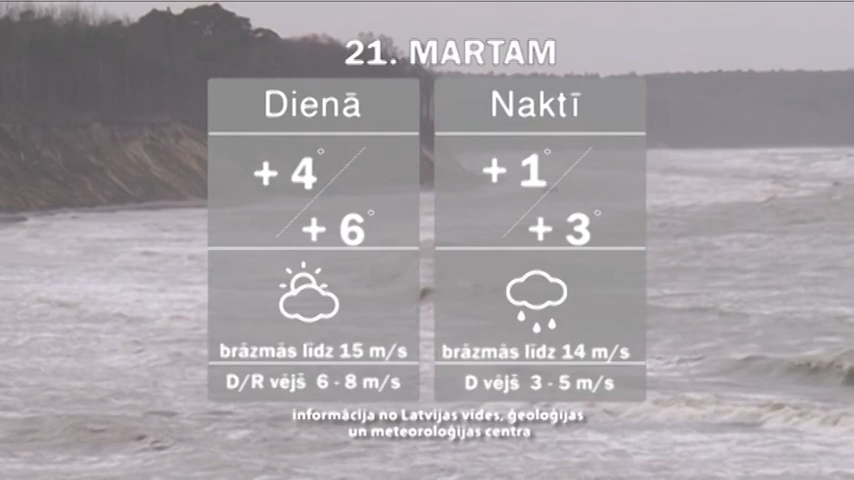 21. MARTAM
Dienā
+ 4°
+ 6°
brāzmās līdz 15 m/s
D/R vējš 6 - 8 m/s
Naktī
+ 1°
+ 3°
brāzmās līdz 14 m/s
D vējš 3 - 5 m/s
informācija no Latvijas vides, ģeoloģijas
un meteoroloģijas centra